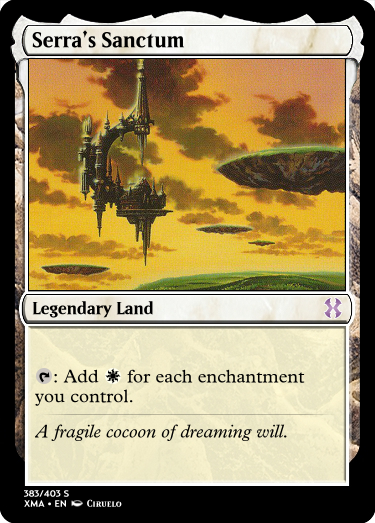 Serra's Sanctum
Legendary Land
: Add for each enchantment
you control.
A fragile cocoon of dreaming will.
383/403 S
XMA • EN Ciruelo